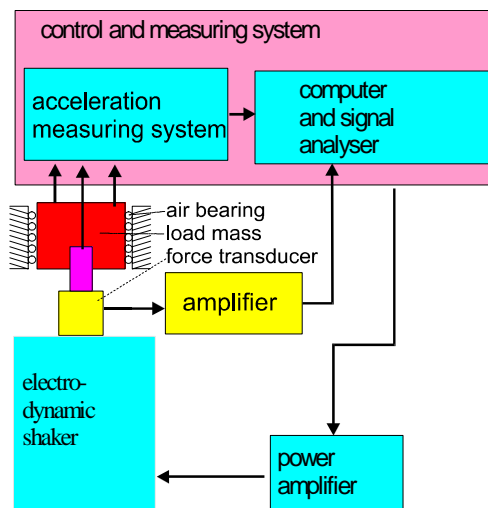 control and measuring system
acceleration
measuring system
computer
and signal
analyser
air bearing
load mass
force transducer
amplifier
electro-
dynamic
shaker
power
amplifier